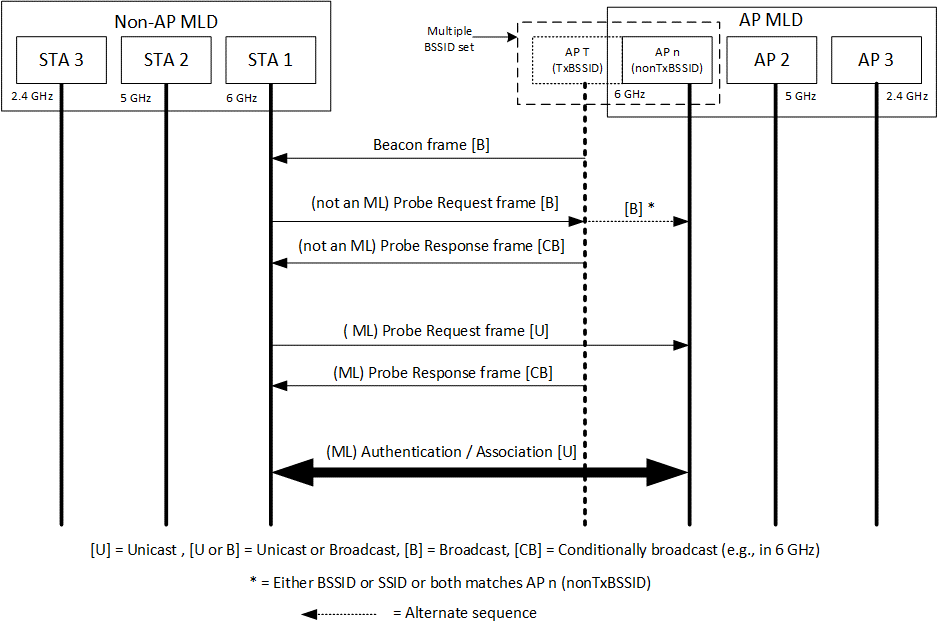 Non-AP MLD
AP MLD
Multiple
BSSID set
STA 3
STA 2
STA 1
AP T
(TxBSSID)
AP n
(nonTxBSSID)
AP 2
AP 3
2.4 GHz
5 GHz
6 GHz
6 GHz
5 GHz
2.4 GHz
Beacon frame [B]
(not an ML) Probe Request frame [B]
[B] *
(not an ML) Probe Response frame [CB]
( ML) Probe Request frame [U]
(ML) Probe Response frame [CB]
(ML) Authentication / Association [U]
[U] = Unicast , [U or B] = Unicast or Broadcast, [B] = Broadcast, [CB] = Conditionally broadcast (e.g., in 6 GHz)
* = Either BSSID or SSID or both matches AP n (nonTxBSSID)
= Alternate sequence